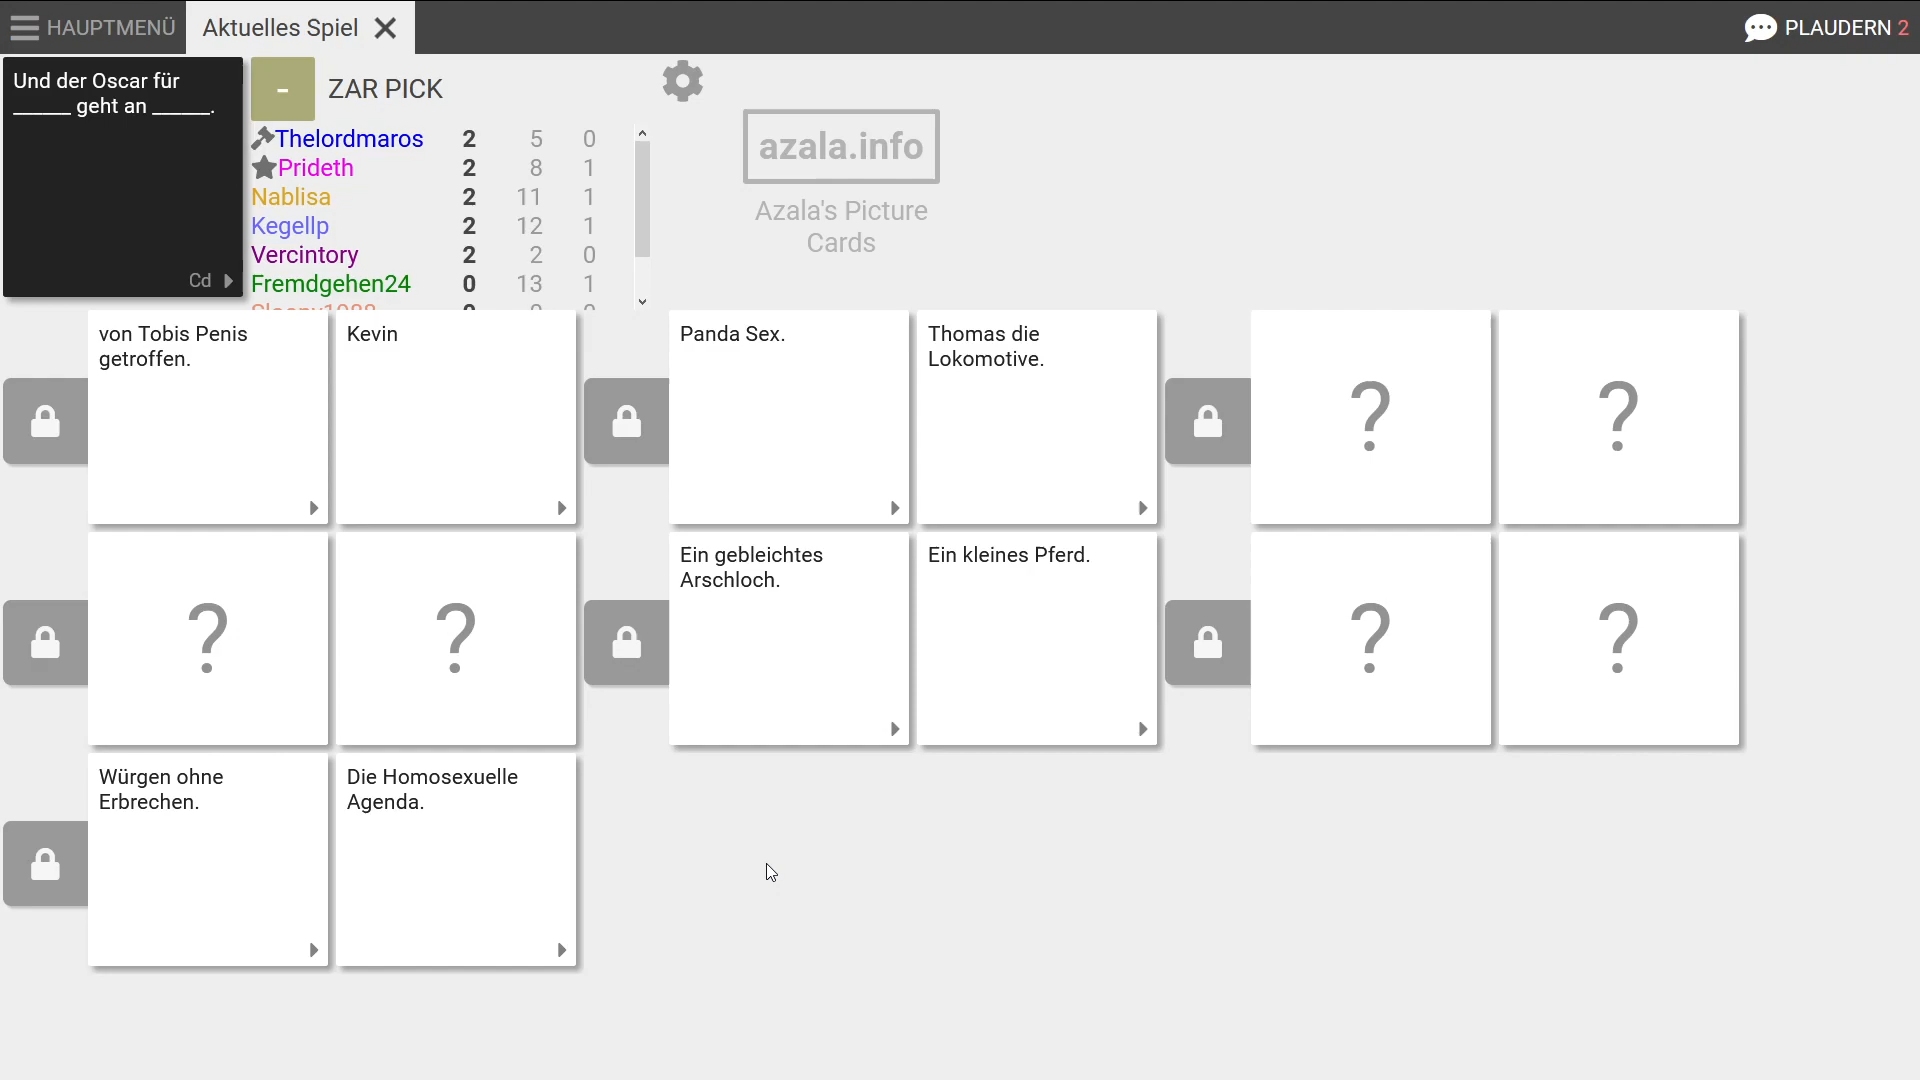 HAUPTMENÜ
Aktuelles Spiel
PLAUDERN 2
Und der Oscar für
______ geht an ______.
Cd
-
ZAR PICK
Thelordmaros 2 5 0
Prideth 2 8 1
Nablisa 2 11 1
Kegellp 2 12 1
Vercintory 2 2 0
Fremdgehen24 0 13 1
azala.info
Azala's Picture
Cards
von Tobis Penis
getroffen.
Kevin
Panda Sex.
Thomas die
Lokomotive.
?
?
?
?
Ein gebleichtes
Arschloch.
Ein kleines Pferd.
?
?
Würgen ohne
Erbrechen.
Die Homosexuelle
Agenda.